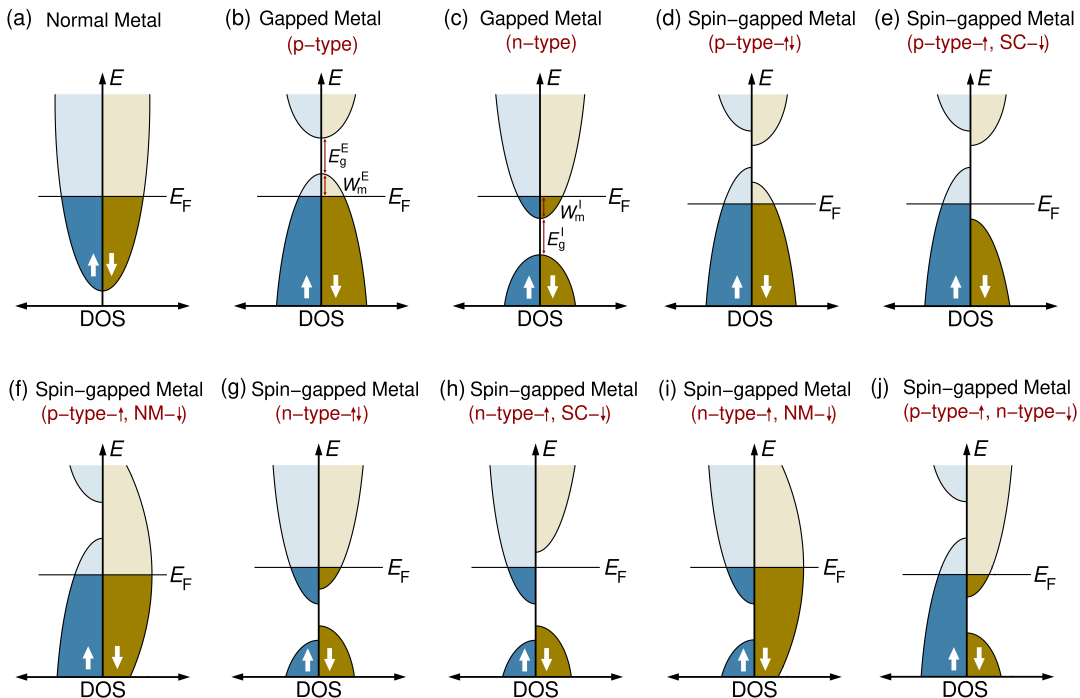 (a) Normal Metal
E
E_F
DOS
(b) Gapped Metal
(p−type)
E
E_g^E
W_m^E
E_F
DOS
(c) Gapped Metal
(n−type)
E
W_m^I
E_g^I
E_F
DOS
(d) Spin−gapped Metal
(p−type−↑↓)
E
E_F
DOS
(e) Spin−gapped Metal
(p−type−↑, SC−↓)
E
E_F
DOS
(f) Spin−gapped Metal
(p−type−↑, NM−↓)
E
E_F
DOS
(g) Spin−gapped Metal
(n−type−↑↓)
E
E_F
DOS
(h) Spin−gapped Metal
(n−type−↑, SC−↓)
E
E_F
DOS
(i) Spin−gapped Metal
(n−type−↑, NM−↓)
E
E_F
DOS
(j) Spin−gapped Metal
(p−type−↑, n−type−↓)
E
E_F
DOS